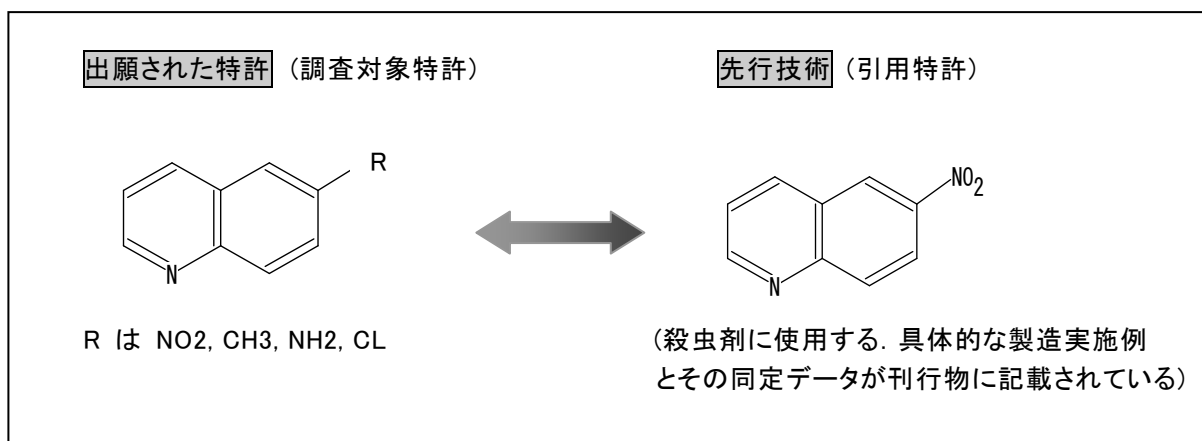 出願された特許 (調査対象特許)
先行技術 (引用特許)
R
N
NO2
N
R は NO2, CH3, NH2, CL
(殺虫剤に使用する. 具体的な製造実施例
とその同定データが刊行物に記載されている)